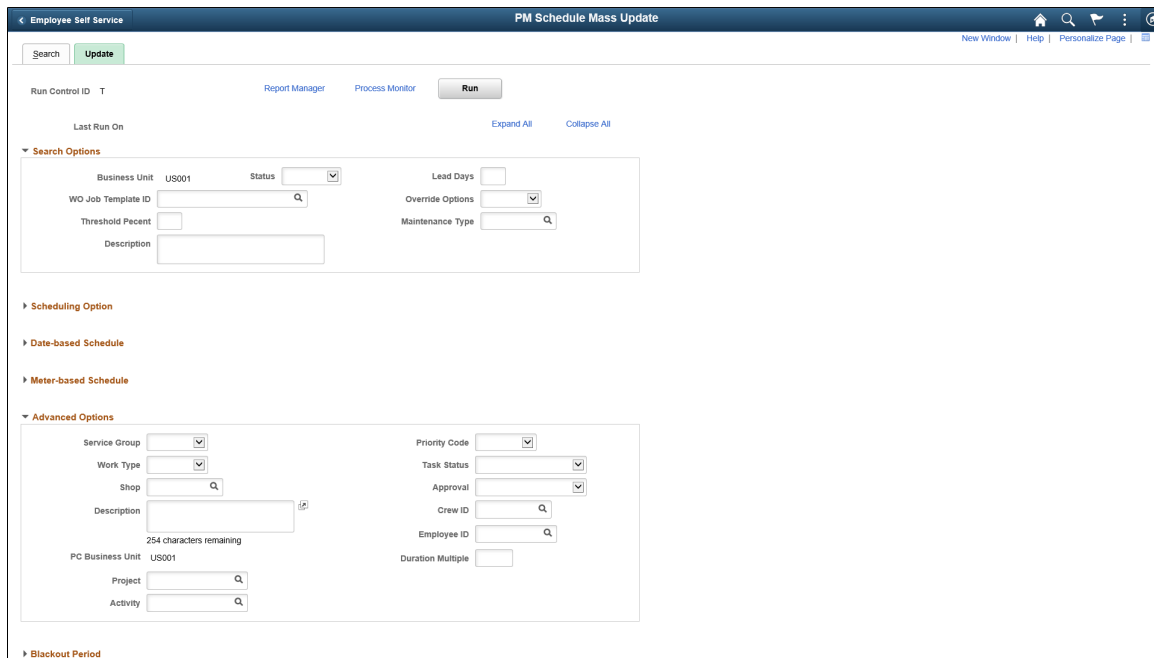 Employee Self Service
PM Schedule Mass Update
New Window | Help | Personalize Page |
Search Update
Run Control ID T Report Manager Process Monitor Run
Last Run On Expand All Collapse All
Search Options
Business Unit US001 Status Lead Days
WO Job Template ID Override Options
Threshold Pecent Maintenance Type
Description
Scheduling Option
Date-based Schedule
Meter-based Schedule
Advanced Options
Service Group Priority Code
Work Type Task Status
Shop Approval
Description Crew ID
254 characters remaining Employee ID
PC Business Unit US001 Duration Multiple
Project
Activity
Blackout Period